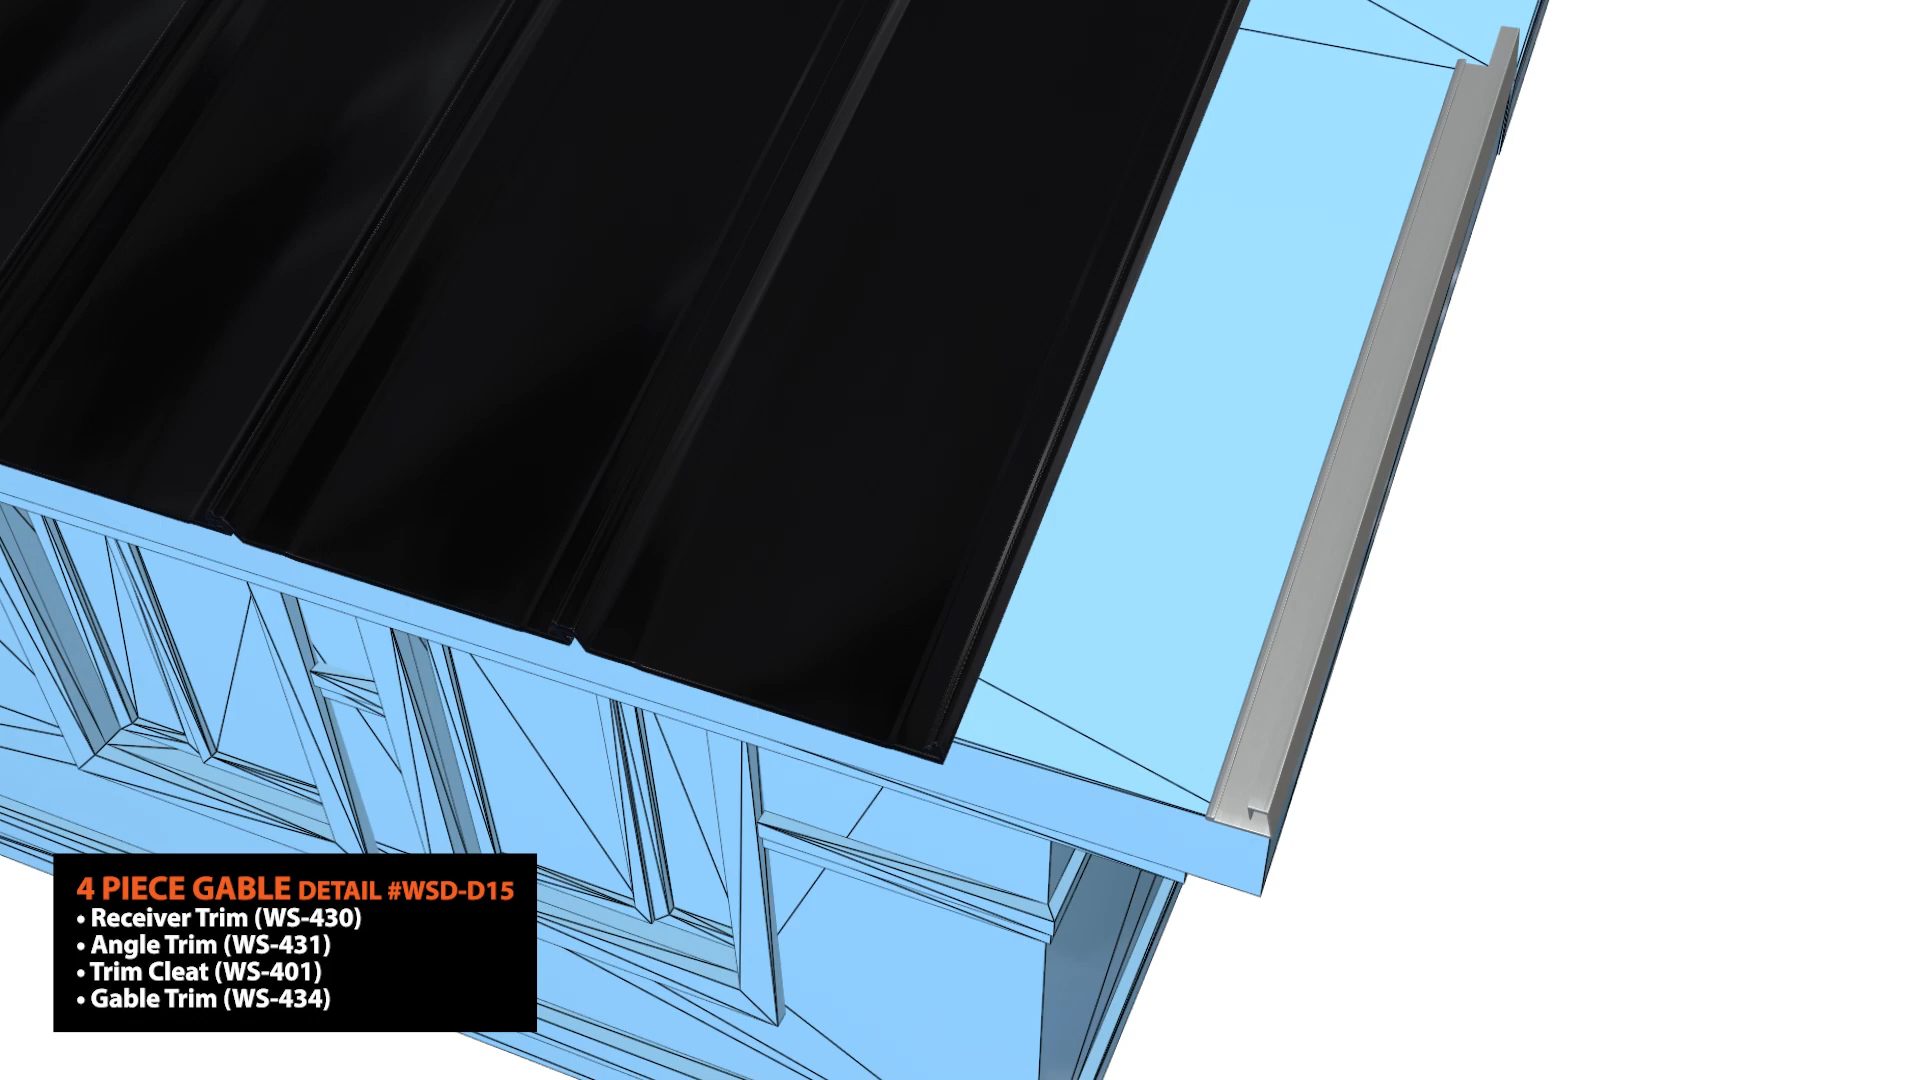 4 PIECE GABLE DETAIL #WSD-D15
• Receiver Trim (WS-430)
• Angle Trim (WS-431)
• Trim Cleat (WS-401)
• Gable Trim (WS-434)